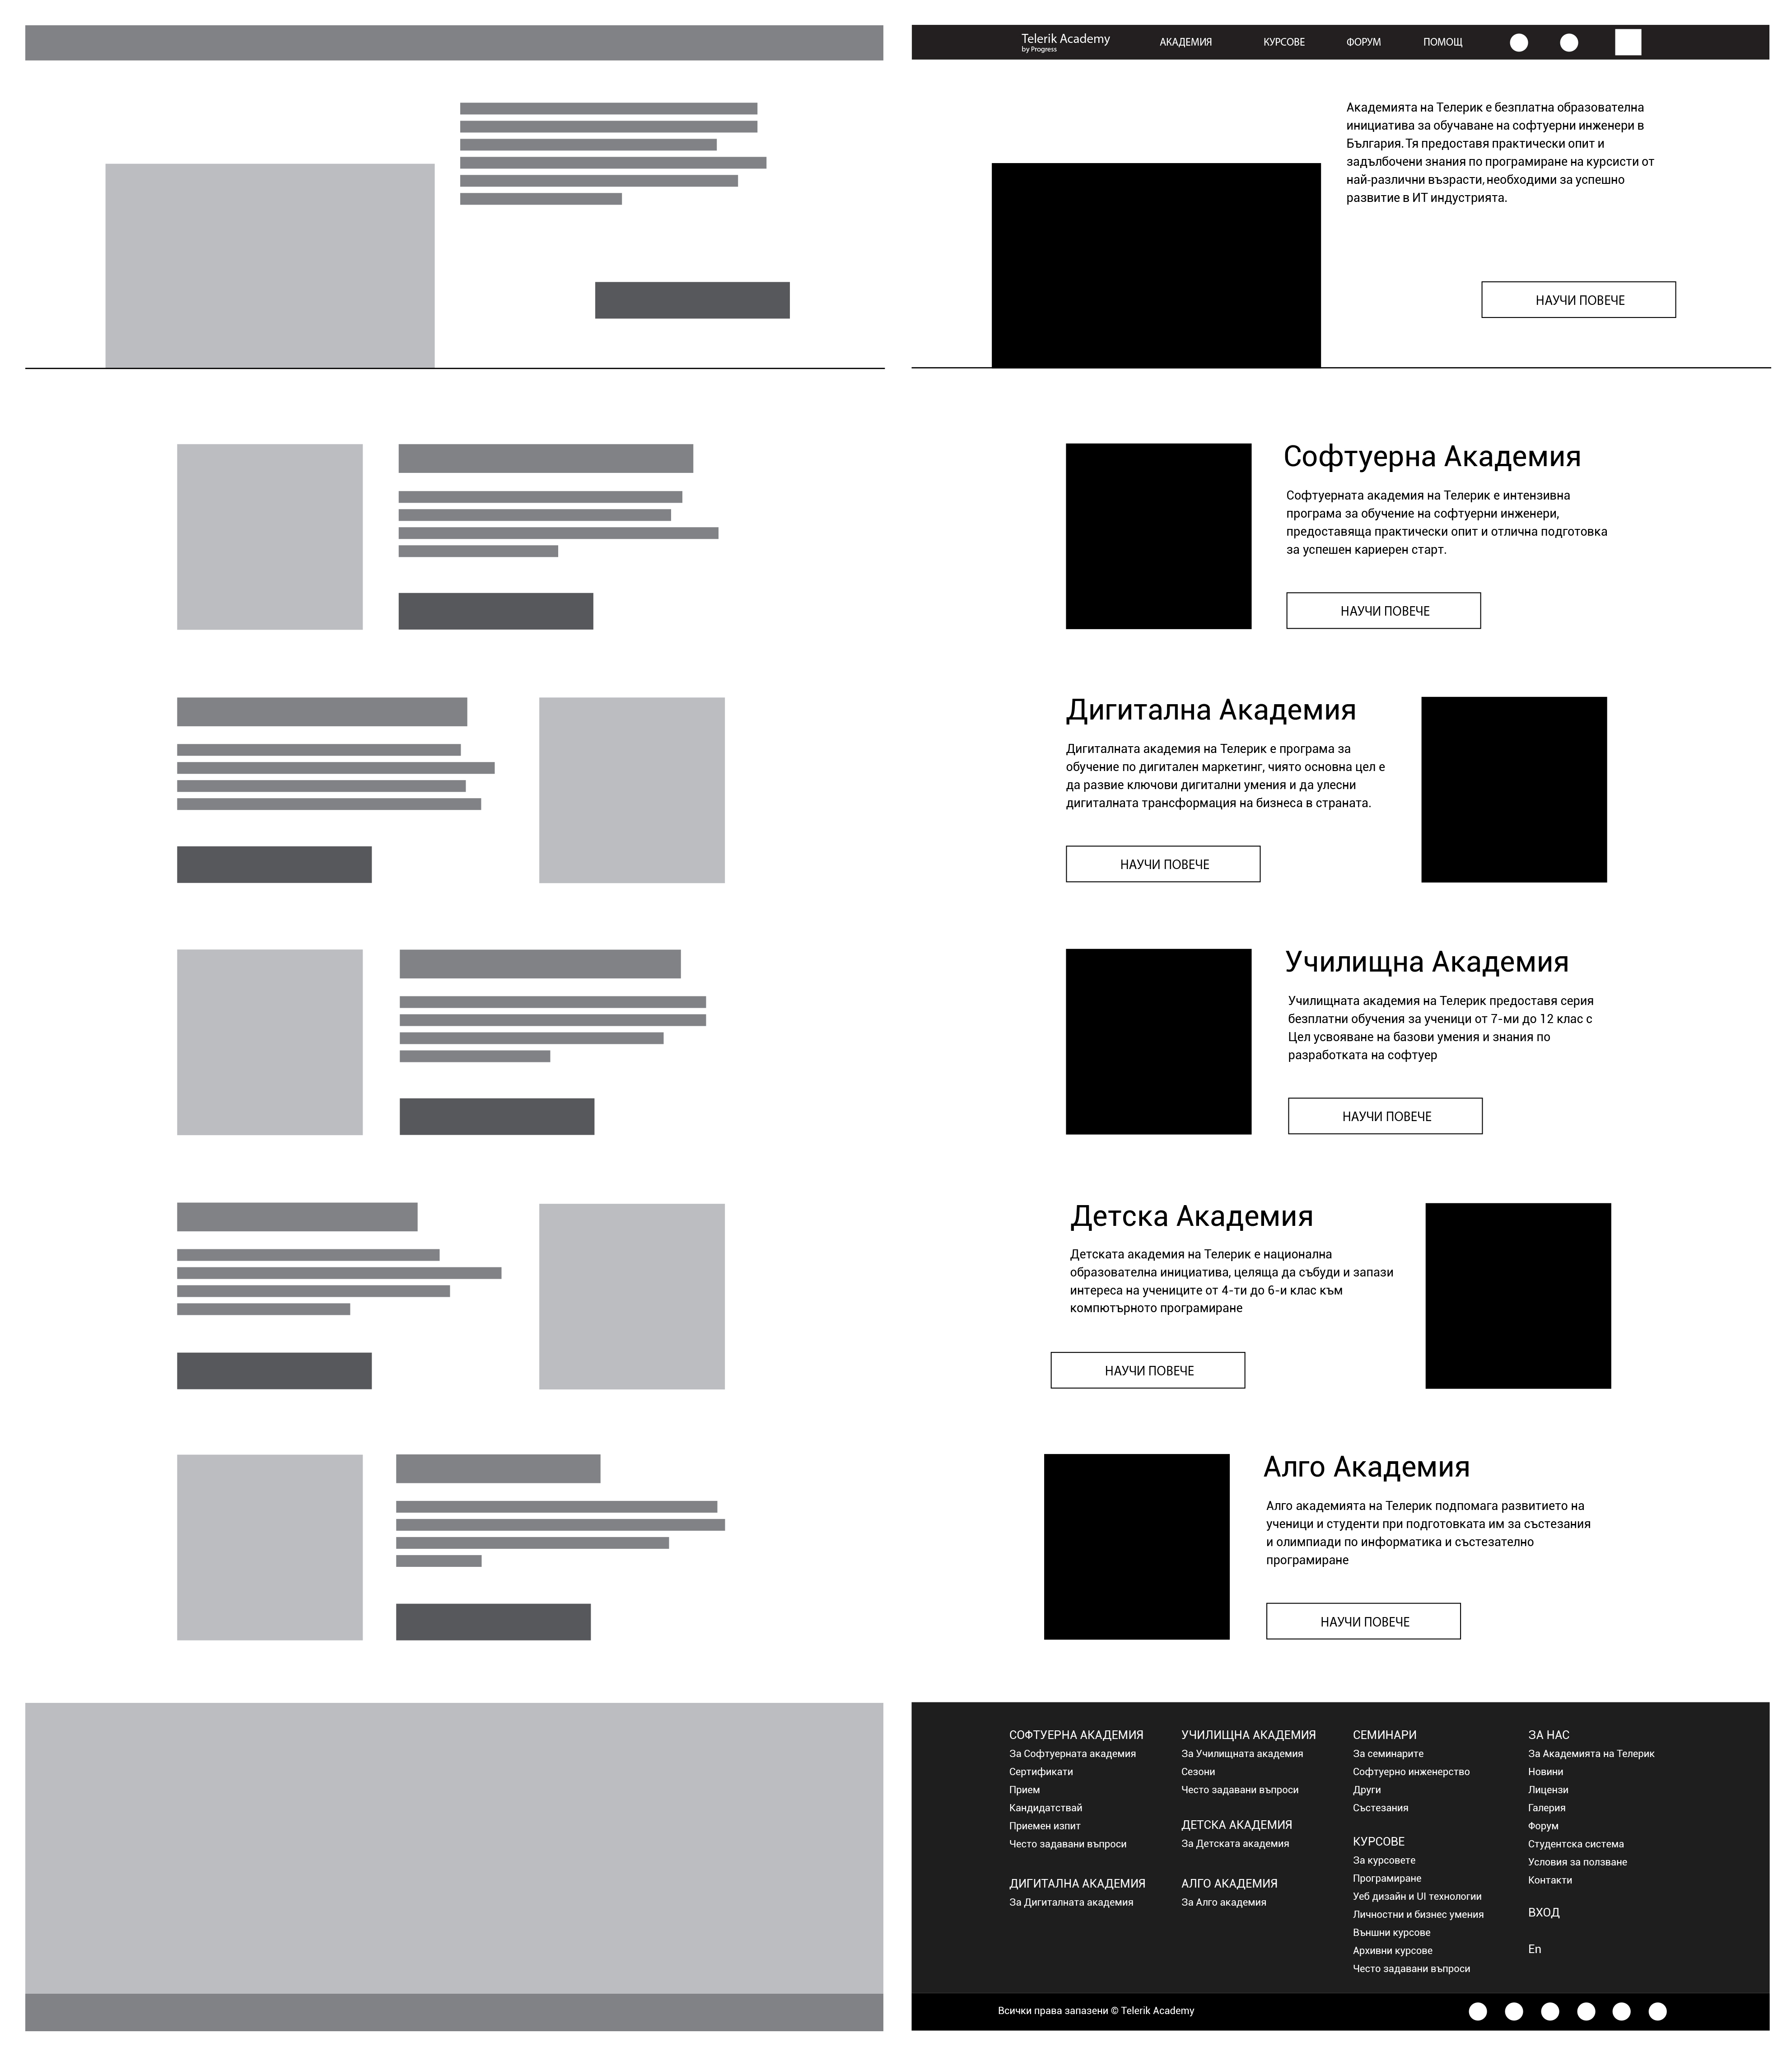 Telerik Academy
by Progress
АКАДЕМИЯ
КУРСОВЕ
ФОРУМ
ПОМОЩ
Академията на Телерик е безплатна образователна
инициатива за обучаване на софтуерни инженери в
България. Тя предоставя практически опит и
задълбочени знания по програмиране на курсисти от
най-различни възрасти, необходими за успешно
развитие в ИТ индустрията.
НАУЧИ ПОВЕЧЕ
Софтуерна Академия
Софтуерната академия на Телерик е интензивна
програма за обучение на софтуерни инженери,
предоставяща практически опит и отлична подготовка
за успешен кариерен старт.
НАУЧИ ПОВЕЧЕ
Дигитална Академия
Дигиталната академия на Телерик е програма за
обучение по дигитален маркетинг, чиято основна цел е
да развие ключови дигитални умения и да улесни
дигиталната трансформация на бизнеса в страната.
НАУЧИ ПОВЕЧЕ
Училищна Академия
Училищната академия на Телерик предоставя серия
безплатни обучения за ученици от 7-ми до 12 клас с
Цел усвояване на базови умения и знания по
разработката на софтуер
НАУЧИ ПОВЕЧЕ
Детска Академия
Детската академия на Телерик е национална
образователна инициатива, целяща да събуди и запази
интереса на учениците от 4-ти до 6-и клас към
компютърното програмиране
НАУЧИ ПОВЕЧЕ
Алго Академия
Алго академията на Телерик подпомага развитието на
ученици и студенти при подготовката им за състезания
и олимпиади по информатика и състезателно
програмиране
НАУЧИ ПОВЕЧЕ
СОФТУЕРНА АКАДЕМИЯ
За Софтуерната академия
Сертификати
Прием
Кандидатствай
Приемен изпит
Често задавани въпроси
ДИГИТАЛНА АКАДЕМИЯ
За Дигиталната академия
УЧИЛИЩНА АКАДЕМИЯ
За Училищната академия
Сезони
Често задавани въпроси
ДЕТСКА АКАДЕМИЯ
За Детската академия
АЛГО АКАДЕМИЯ
За Алго академия
СЕМИНАРИ
За семинарите
Софтуерно инженерство
Други
Състезания
КУРСОВЕ
За курсовете
Програмиране
Уеб дизайн и UI технологии
Личностни и бизнес умения
Външни курсове
Архивни курсове
Често задавани въпроси
ЗА НАС
За Академията на Телерик
Новини
Лицензи
Галерия
Форум
Студентска система
Условия за ползване
Контакти
ВХОД
En
Всички права запазени © Telerik Academy